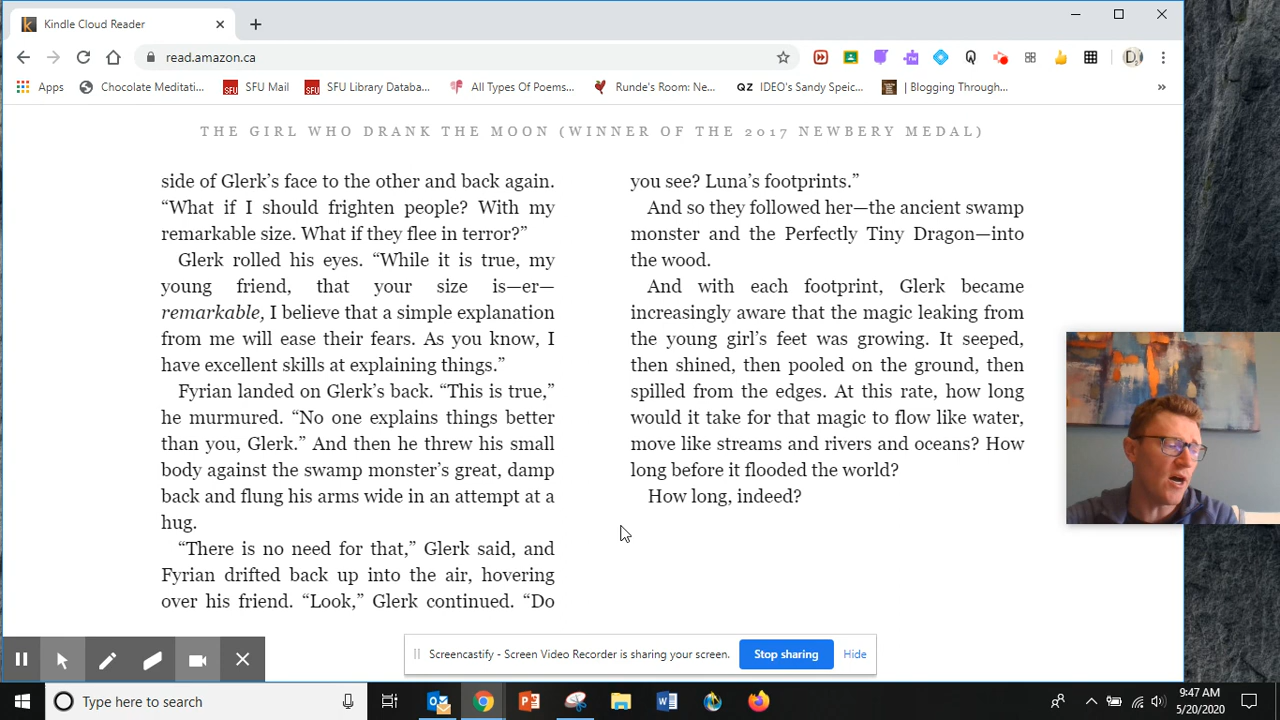 Kindle Cloud Reader
read.amazon.ca
Apps
Chocolate Meditati...
SFU Mail
SFU Library Databa...
All Types Of Poems...
Runde's Room: Ne...
QZ IDEO's Sandy Speic...
| Blogging Through...
»
THE GIRL WHO DRANK THE MOON (WINNER OF THE 2017 NEWBERY MEDAL)
side of Glerk’s face to the other and back again.
“What if I should frighten people? With my
remarkable size. What if they flee in terror?”
Glerk rolled his eyes. “While it is true, my
young friend, that your size is—er—
remarkable, I believe that a simple explanation
from me will ease their fears. As you know, I
have excellent skills at explaining things.”
Fyrian landed on Glerk’s back. “This is true,”
he murmured. “No one explains things better
than you, Glerk.” And then he threw his small
body against the swamp monster’s great, damp
back and flung his arms wide in an attempt at a
hug.
“There is no need for that,” Glerk said, and
Fyrian drifted back up into the air, hovering
over his friend. “Look,” Glerk continued. “Do
you see? Luna’s footprints.”
And so they followed her—the ancient swamp
monster and the Perfectly Tiny Dragon—into
the wood.
And with each footprint, Glerk became
increasingly aware that the magic leaking from
the young girl’s feet was growing. It seeped,
then shined, then pooled on the ground, then
spilled from the edges. At this rate, how long
would it take for that magic to flow like water,
move like streams and rivers and oceans? How
long before it flooded the world?
How long, indeed?
Screencastify - Screen Video Recorder is sharing your screen.
Stop sharing
Hide
Type here to search
9:47 AM
5/20/2020